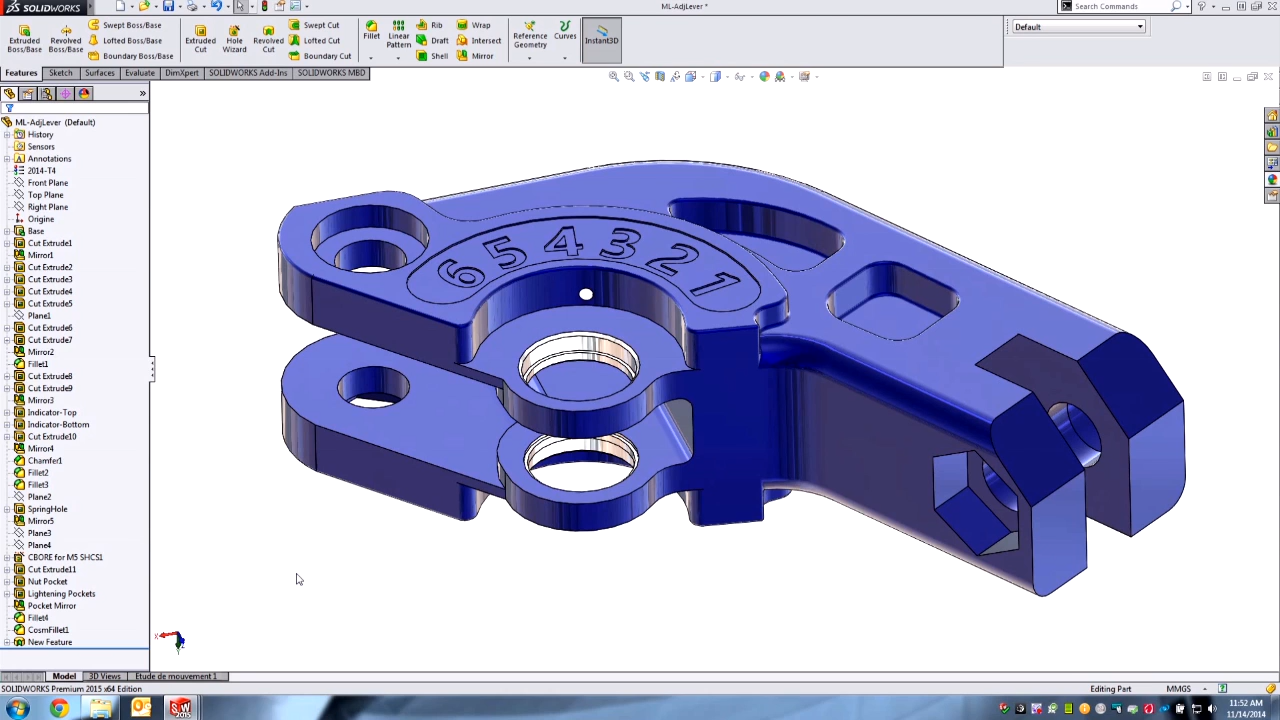 SOLIDWORKS
ML-AdjLever *
Search Commands
Extruded Boss/Base
Revolved Boss/Base
Swept Boss/Base
Lofted Boss/Base
Boundary Boss/Base
Extruded Cut
Hole Wizard
Revolved Cut
Swept Cut
Lofted Cut
Boundary Cut
Fillet
Linear Pattern
Rib
Draft
Shell
Wrap
Intersect
Mirror
Reference Geometry
Curves
Instant3D
Default
Features Sketch Surfaces Evaluate DimXpert SOLIDWORKS Add-Ins SOLIDWORKS MBD
ML-AdjLever (Default)
History
Sensors
Annotations
2014-T4
Front Plane
Top Plane
Right Plane
Origine
Base
Cut Extrude1
Mirror1
Cut Extrude2
Cut Extrude3
Cut Extrude4
Cut Extrude5
Plane1
Cut Extrude6
Cut Extrude7
Mirror2
Fillet1
Cut Extrude8
Cut Extrude9
Mirror3
Indicator-Top
Indicator-Bottom
Cut Extrude10
Mirror4
Chamfer1
Fillet2
Fillet3
Plane2
SpringHole
Mirror5
Plane3
Plane4
CBORE for M5 SHCS1
Cut Extrude11
Nut Pocket
Lightening Pockets
Pocket Mirror
Fillet4
CosmFillet1
New Feature
6 5 4 3 2 1
Model 3D Views Etude de mouvement 1
SOLIDWORKS Premium 2015 x64 Edition
Editing Part
MMGS
11:52 AM
11/14/2014